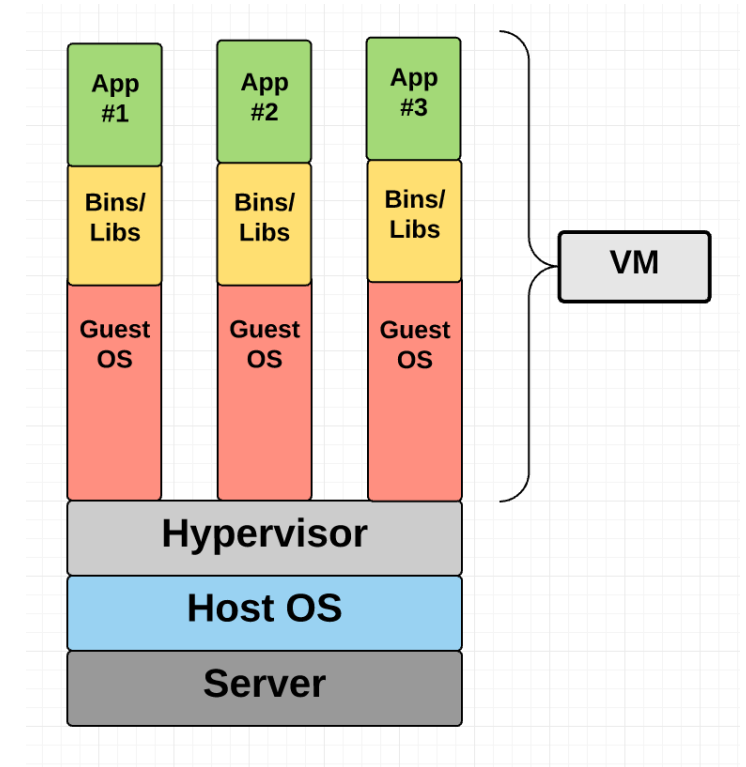 App
#1
App
#2
App
#3
Bins/
Libs
Bins/
Libs
Bins/
Libs
VM
Guest
OS
Guest
OS
Guest
OS
Hypervisor
Host OS
Server